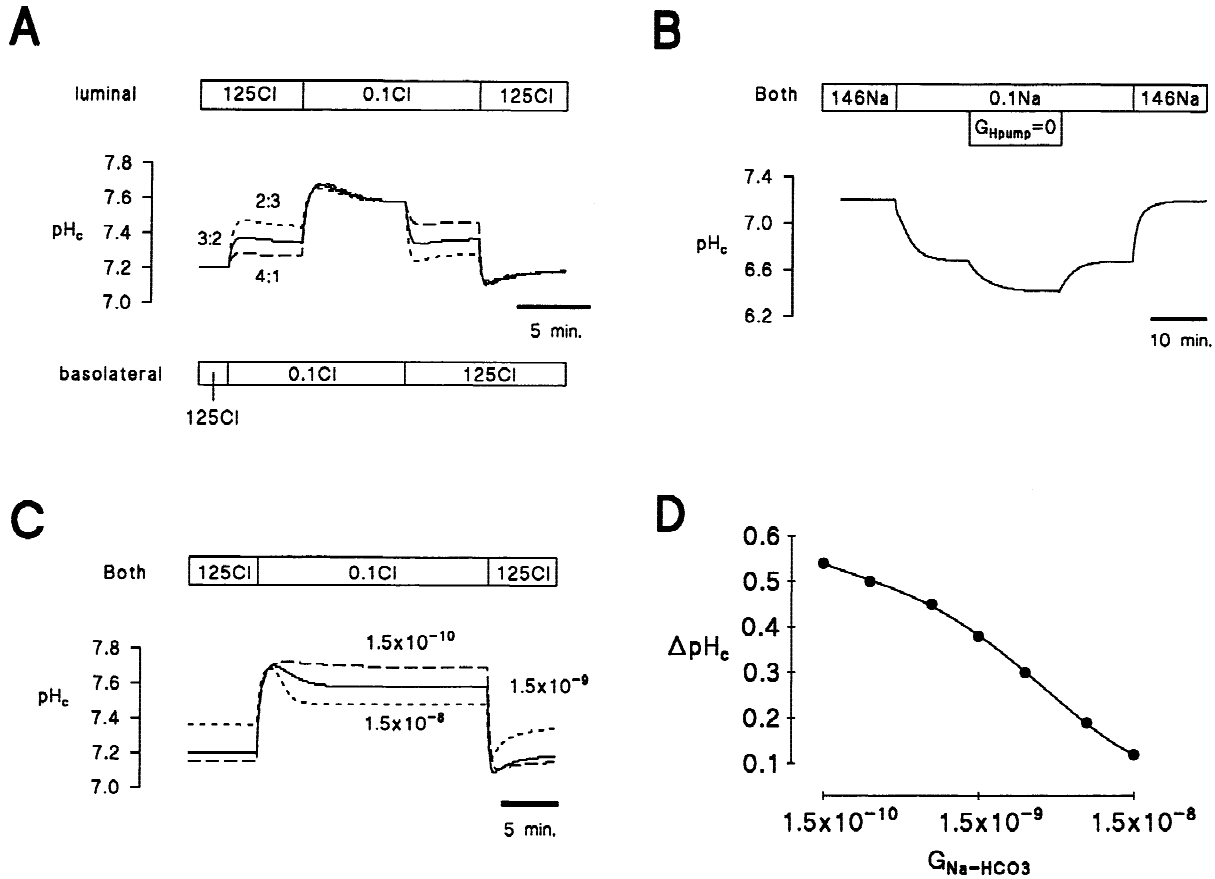 A
luminal
125Cl
0.1Cl
125Cl
7.8
7.6
7.4
7.2
7.0
pHc
2:3
3:2
4:1
5 min.
basolateral
0.1Cl
125Cl
125Cl
B
Both
146Na
0.1Na
146Na
GHpump=0
7.4
7.0
6.6
6.2
pHc
10 min.
C
Both
125Cl
0.1Cl
125Cl
7.8
7.6
7.4
7.2
7.0
pHc
1.5x10⁻¹⁰
1.5x10⁻⁹
1.5x10⁻⁸
5 min.
D
0.6
0.5
0.4
0.3
0.2
0.1
ΔpHc
1.5x10⁻¹⁰
1.5x10⁻⁹
1.5x10⁻⁸
GNa-HCO3